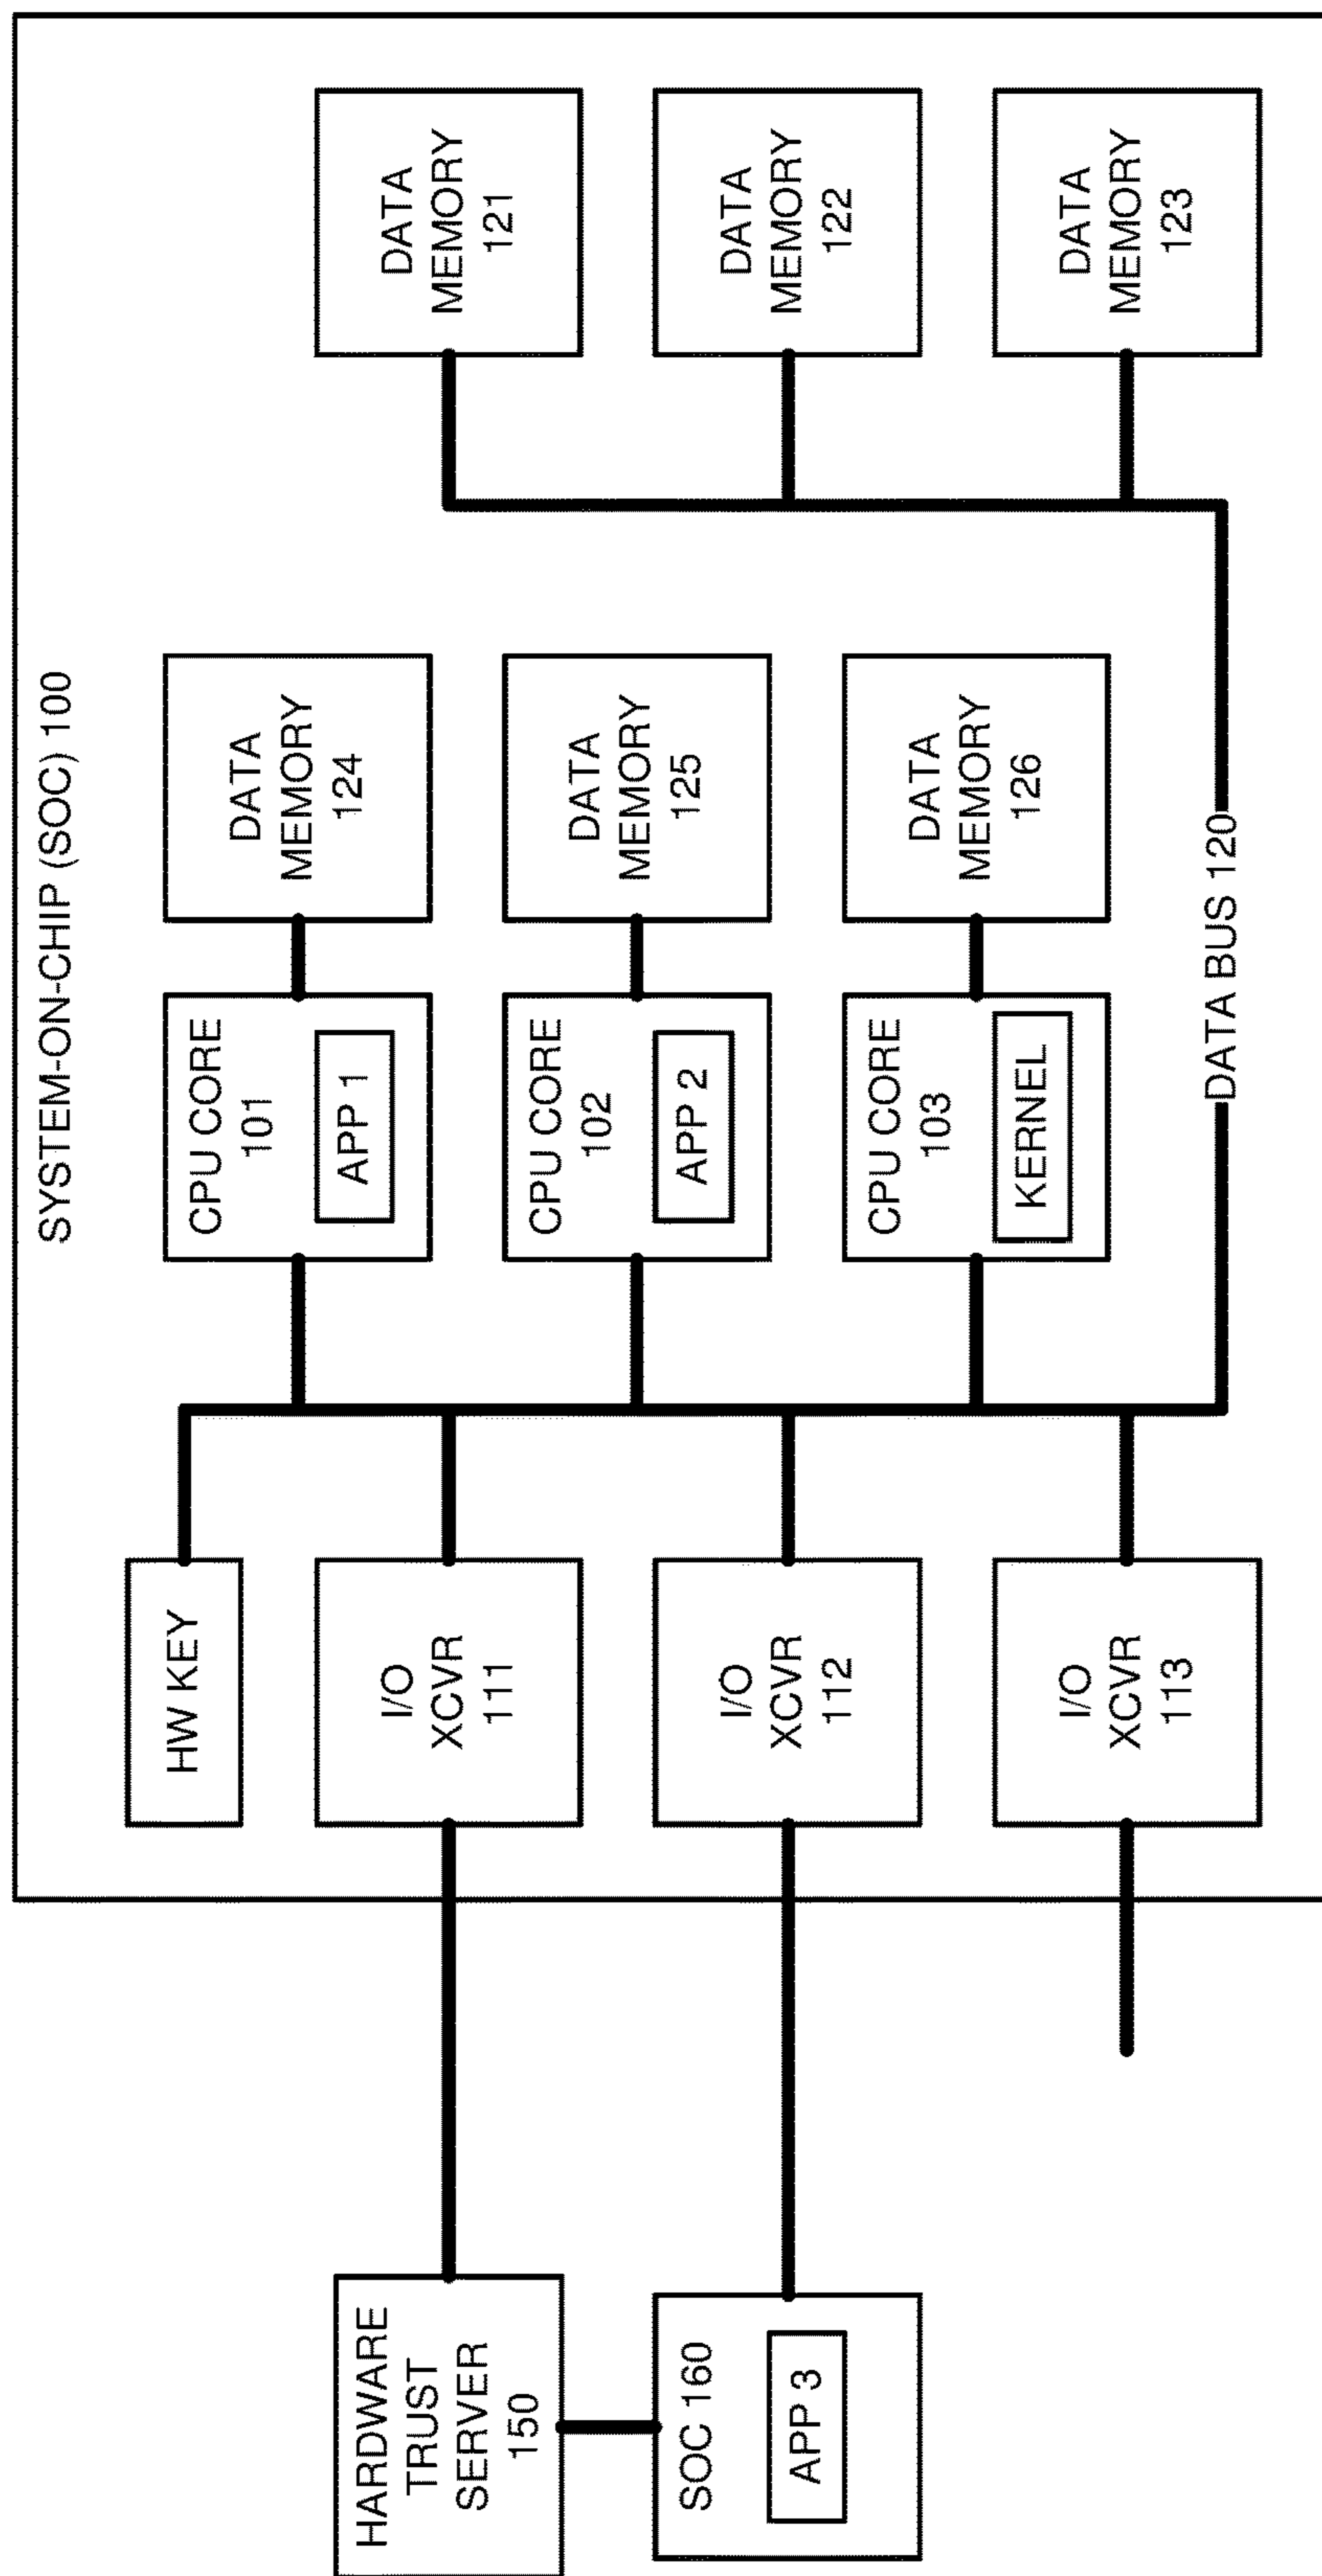 SYSTEM-ON-CHIP (SOC) 100
HW KEY
I/O
XCVR
111
I/O
XCVR
112
I/O
XCVR
113
CPU CORE
101
APP 1
CPU CORE
102
APP 2
CPU CORE
103
KERNEL
DATA
MEMORY
124
DATA
MEMORY
125
DATA
MEMORY
126
DATA
MEMORY
121
DATA
MEMORY
122
DATA
MEMORY
123
DATA BUS 120
HARDWARE
TRUST
SERVER
150
SOC 160
APP 3